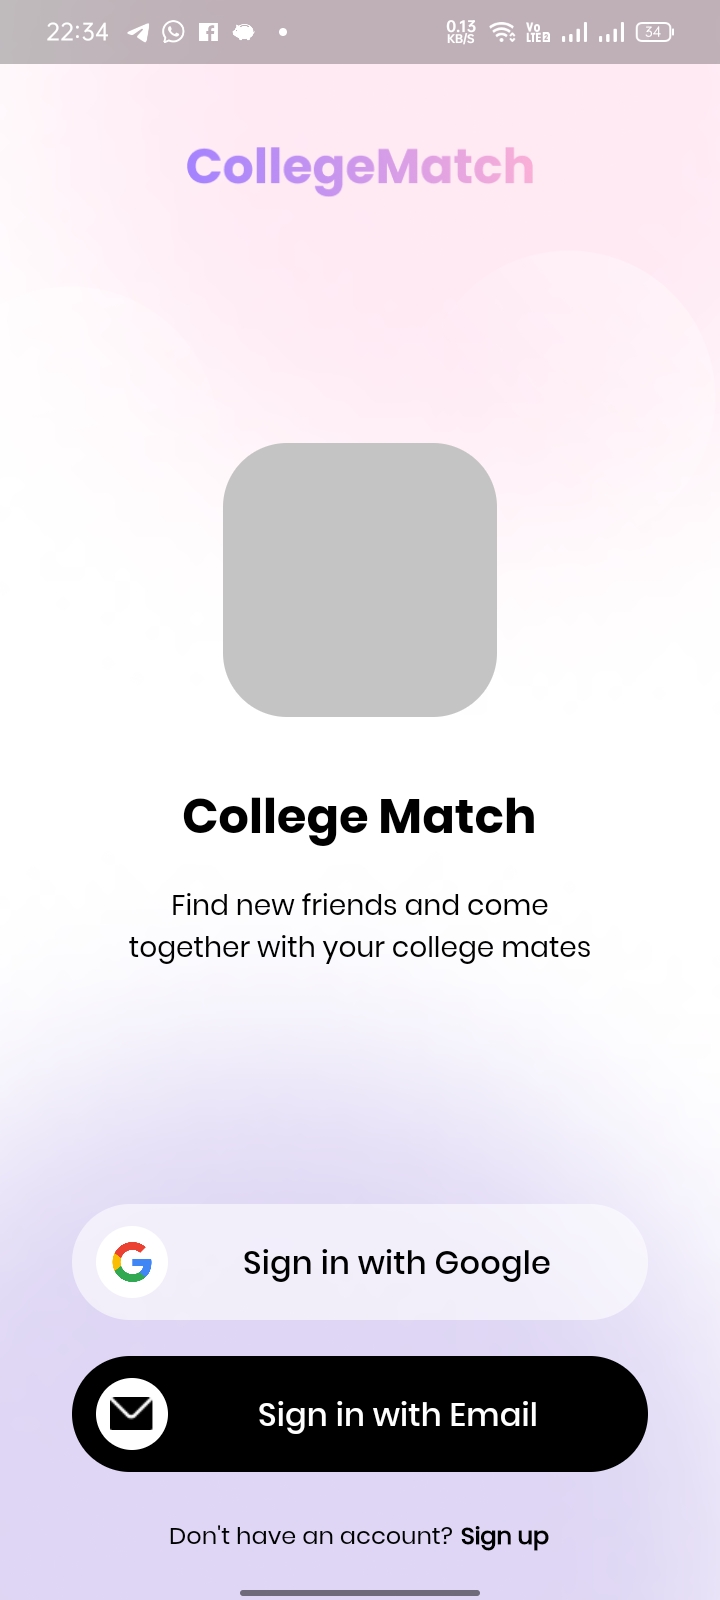 22:34
0.13
KB/S
Vo
LTE2
34
CollegeMatch
College Match
Find new friends and come
together with your college mates
Sign in with Google
Sign in with Email
Don't have an account? Sign up